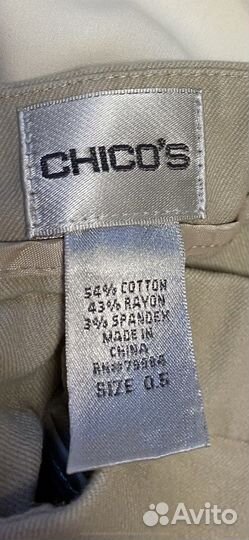 CHICO'S
54% COTTON
43% RAYON
3% SPANDEX
MADE IN
CHINA
SIZE 0.5
Avito